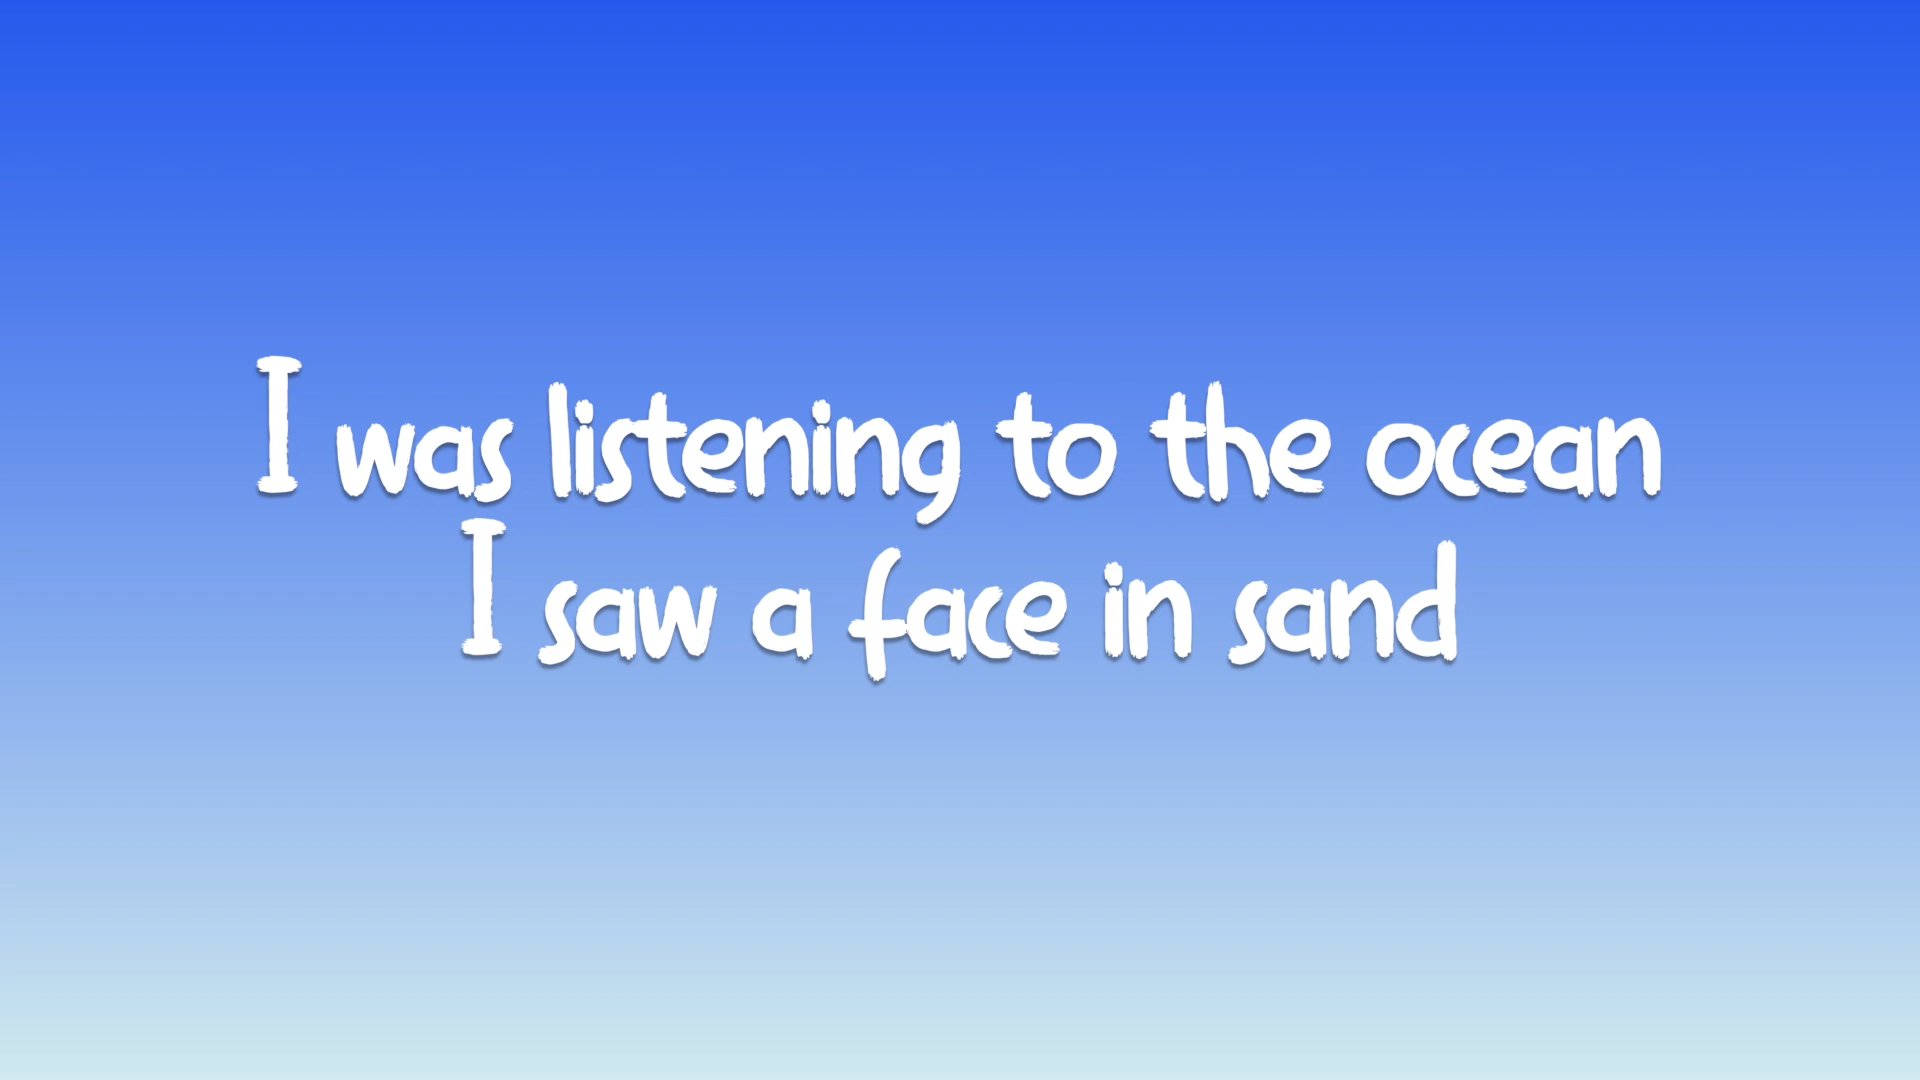 I was listening to the ocean
I saw a face in sand